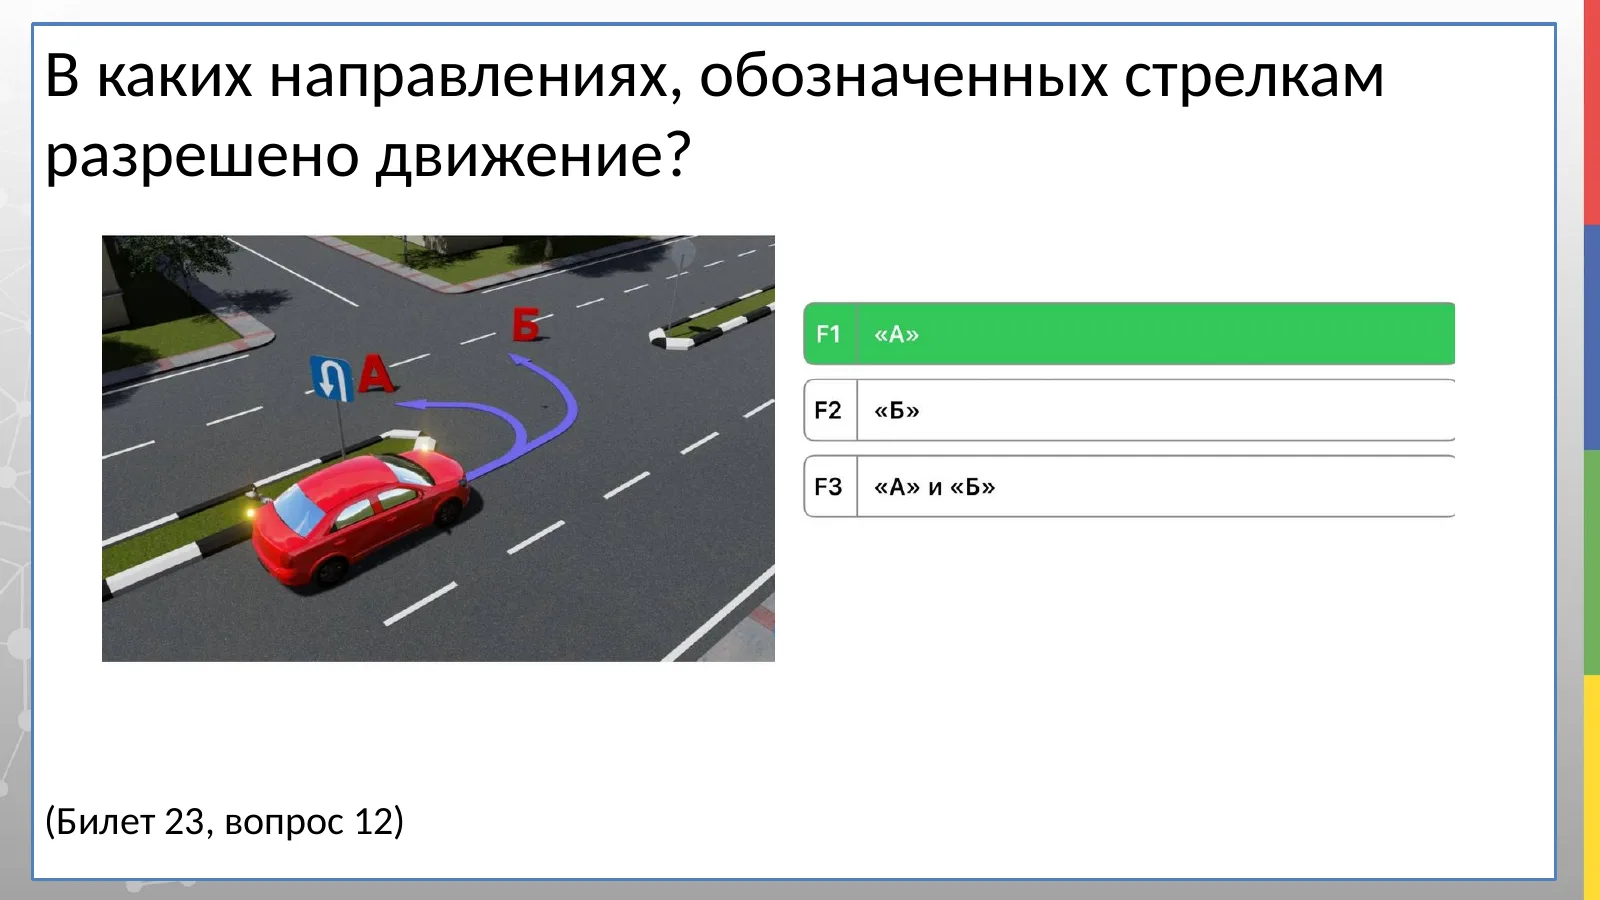 В каких направлениях, обозначенных стрелкам
разрешено движение?
Б
А
F1 «А»
F2 «Б»
F3 «А» и «Б»
(Билет 23, вопрос 12)